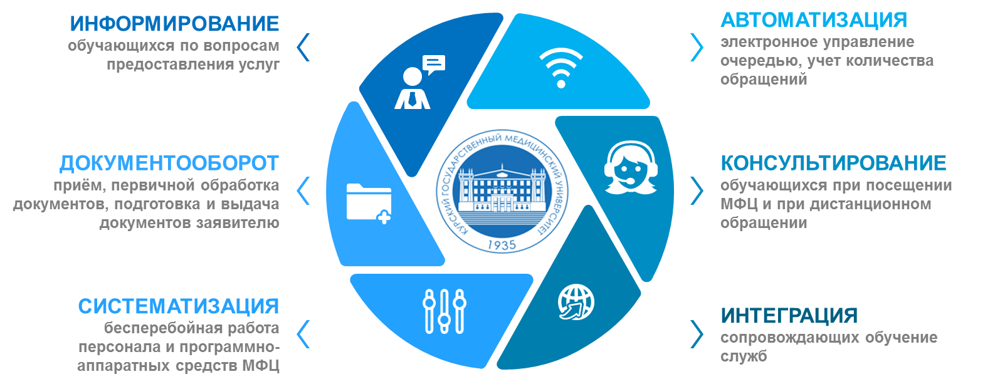 ИНФОРМИРОВАНИЕ
обучающихся по вопросам
предоставления услуг
ДОКУМЕНТООБОРОТ
приём, первичной обработка
документов, подготовка и выдача
документов заявителю
СИСТЕМАТИЗАЦИЯ
бесперебойная работа
персонала и программно-
аппаратных средств МФЦ
КУРСКИЙ ГОСУДАРСТВЕННЫЙ МЕДИЦИНСКИЙ УНИВЕРСИТЕТ
1935
АВТОМАТИЗАЦИЯ
электронное управление
очередью, учет количества
обращений
КОНСУЛЬТИРОВАНИЕ
обучающихся при посещении
МФЦ и при дистанционном
обращении
ИНТЕГРАЦИЯ
сопровождающих обучение
служб